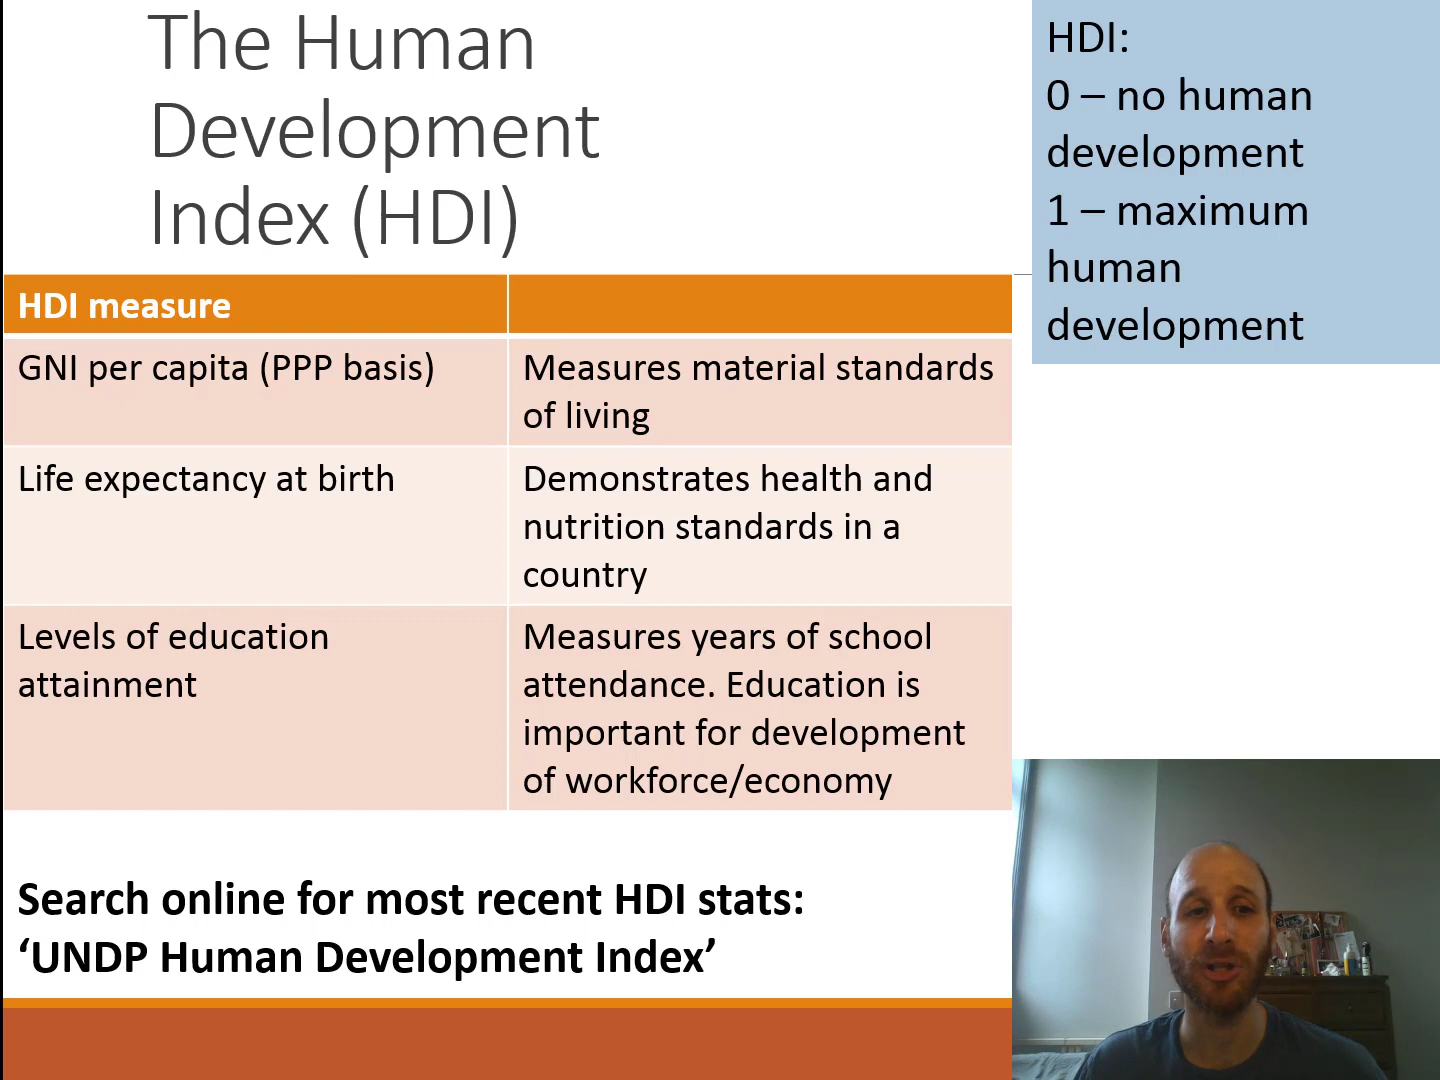 The Human
Development
Index (HDI)
HDI:
0 – no human
development
1 – maximum
human
development
HDI measure
GNI per capita (PPP basis)
Measures material standards
of living
Life expectancy at birth
Demonstrates health and
nutrition standards in a
country
Levels of education
attainment
Measures years of school
attendance. Education is
important for development
of workforce/economy
Search online for most recent HDI stats:
‘UNDP Human Development Index’